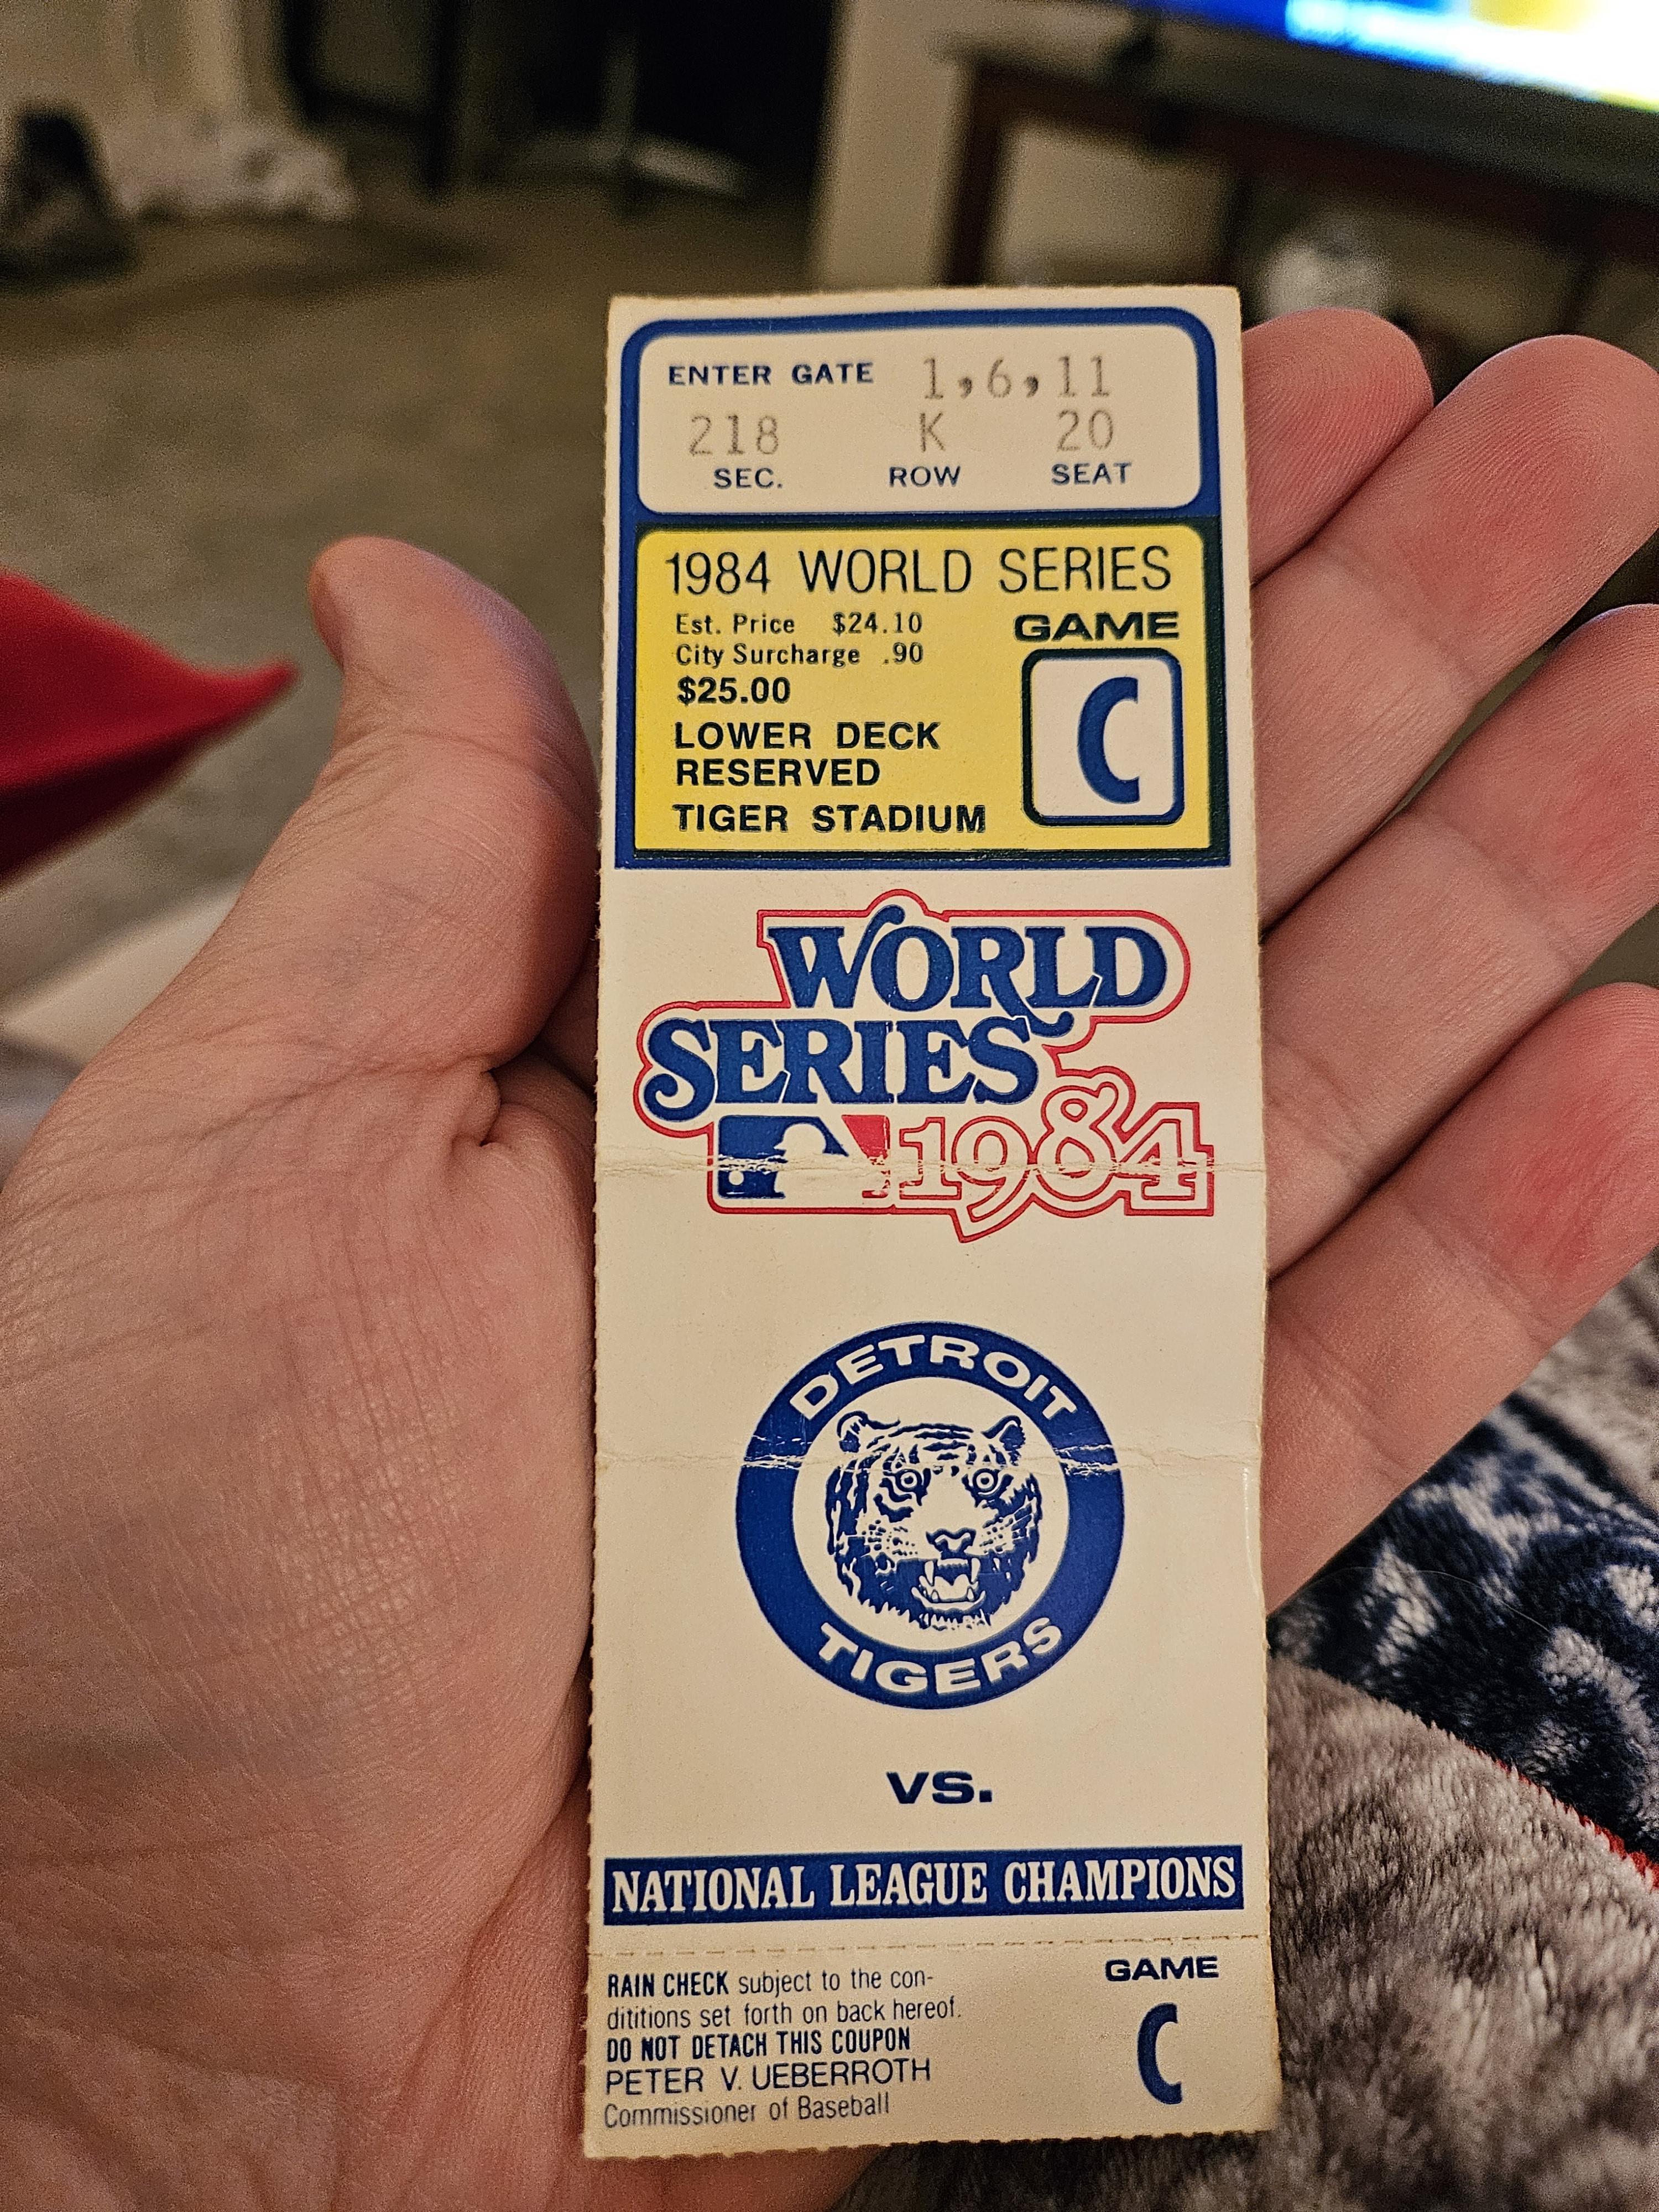 ENTER GATE 1,6,11
218 K 20
SEC. ROW SEAT
1984 WORLD SERIES
Est. Price $24.10
City Surcharge .90
$25.00
LOWER DECK
RESERVED
TIGER STADIUM
GAME
C
WORLD
SERIES
1984
DETROIT
TIGERS
VS.
NATIONAL LEAGUE CHAMPIONS
RAIN CHECK subject to the con-
dititions set forth on back hereof.
DO NOT DETACH THIS COUPON
PETER V. UEBERROTH
Commissioner of Baseball
GAME
C